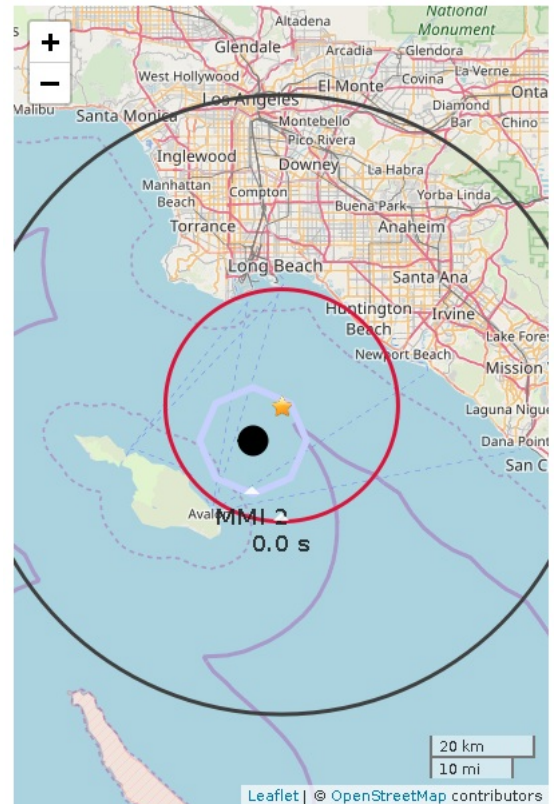 National
Monument
s
+
−
Altadena
Glendale
Arcadia
Glendora
West Hollywood
El Monte
Covina
La-Verne
Malibu
Santa Monica
Los Angeles
Diamond
Bar
Onta
Montebello
Chino
Pico Rivera
Inglewood
Downey
La Habra
Manhattan
Beach
Compton
Buena Park
Yorba Linda
Torrance
Anaheim
Long Beach
Santa Ana
Huntington
Beach
Irvine
Lake Fores
Newport Beach
Mission
Laguna Nigue
Dana Point
San C
Avalon
MMI 2
0.0 s
20 km
10 mi
Leaflet | © OpenStreetMap contributors